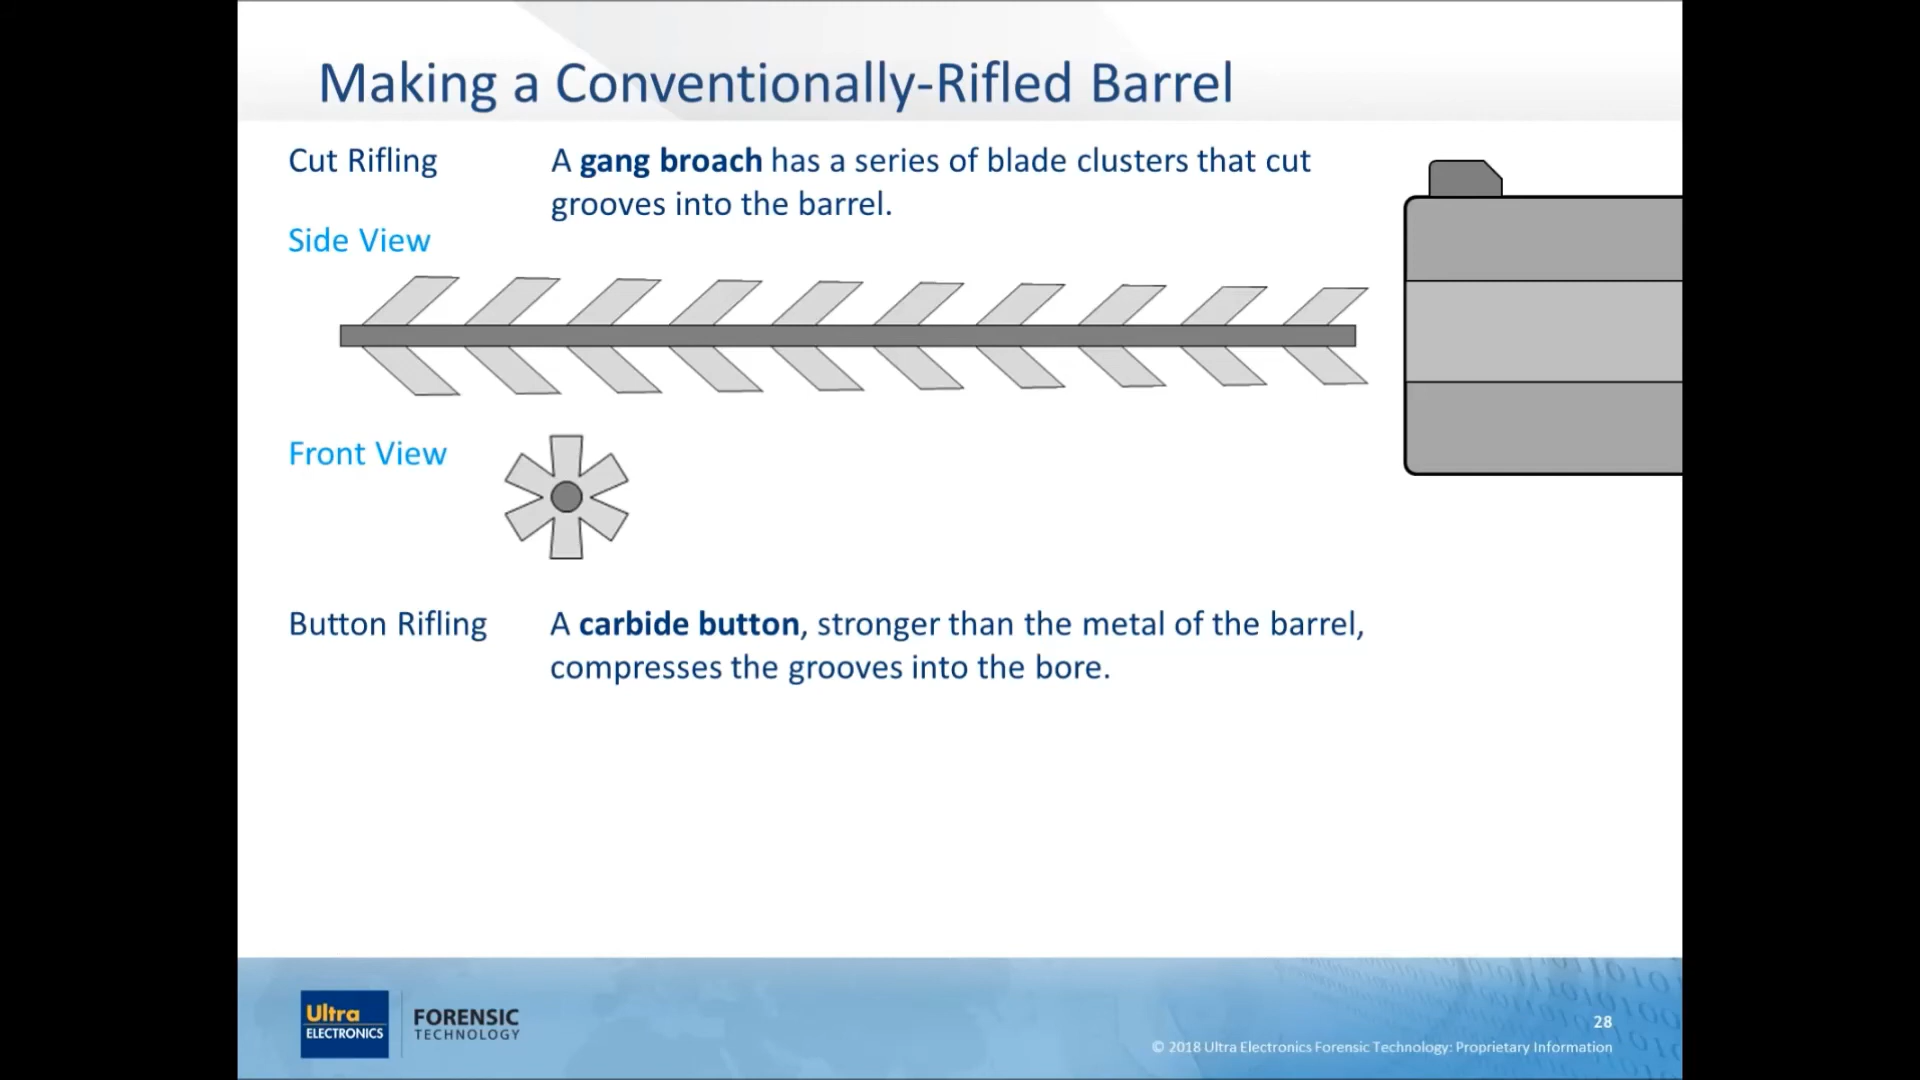 Making a Conventionally-Rifled Barrel
Cut Rifling
A gang broach has a series of blade clusters that cut
grooves into the barrel.
Side View
Front View
Button Rifling
A carbide button, stronger than the metal of the barrel,
compresses the grooves into the bore.
Ultra
ELECTRONICS
FORENSIC
TECHNOLOGY
28
© 2018 Ultra Electronics Forensic Technology: Proprietary Information